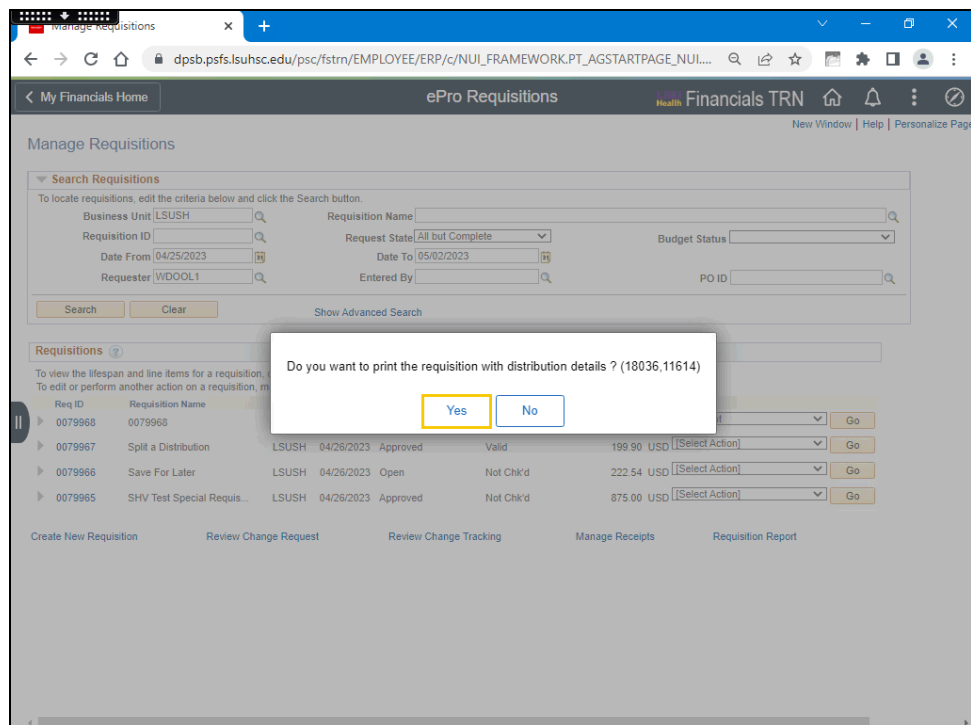 Manage Requisitions
dpsb.psfs.lsuhsc.edu/psc/fstrn/EMPLOYEE/ERP/c/NUI_FRAMEWORK.PT_AGSTARTPAGE_NUI....
My Financials Home ePro Requisitions Health Financials TRN
New Window | Help | Personalize Page
Manage Requisitions
Search Requisitions
To locate requisitions, edit the criteria below and click the Search button.
Business Unit LSUSH Requisition Name
Requisition ID Request State All but Complete Budget Status
Date From 04/25/2023 Date To 05/02/2023
Requester WDOOL1 Entered By PO ID
Search Clear Show Advanced Search
Requisitions
Do you want to print the requisition with distribution details ? (18036,11614)
To view the lifespan and line items for a requisition,
To edit or perform another action on a requisition, m
Req ID Requisition Name
Yes No
0079968 0079968 Go
0079967 Split a Distribution LSUSH 04/26/2023 Approved Valid 199.90 USD [Select Action] Go
0079966 Save For Later LSUSH 04/26/2023 Open Not Chk'd 222.54 USD [Select Action] Go
0079965 SHV Test Special Requis... LSUSH 04/26/2023 Approved Not Chk'd 875.00 USD [Select Action] Go
Create New Requisition Review Change Request Review Change Tracking Manage Receipts Requisition Report